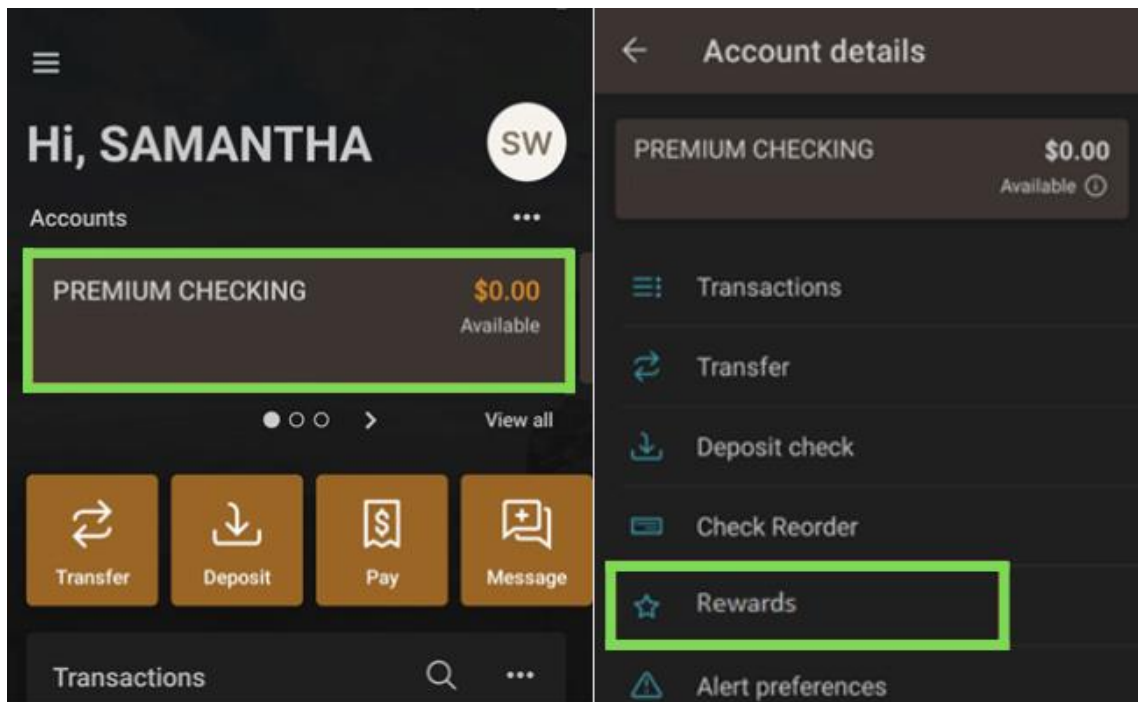 Hi, SAMANTHA
SW
Accounts
PREMIUM CHECKING
$0.00
Available
View all
Transfer
Deposit
Pay
Message
Transactions
Account details
PREMIUM CHECKING
$0.00
Available
Transactions
Transfer
Deposit check
Check Reorder
Rewards
Alert preferences